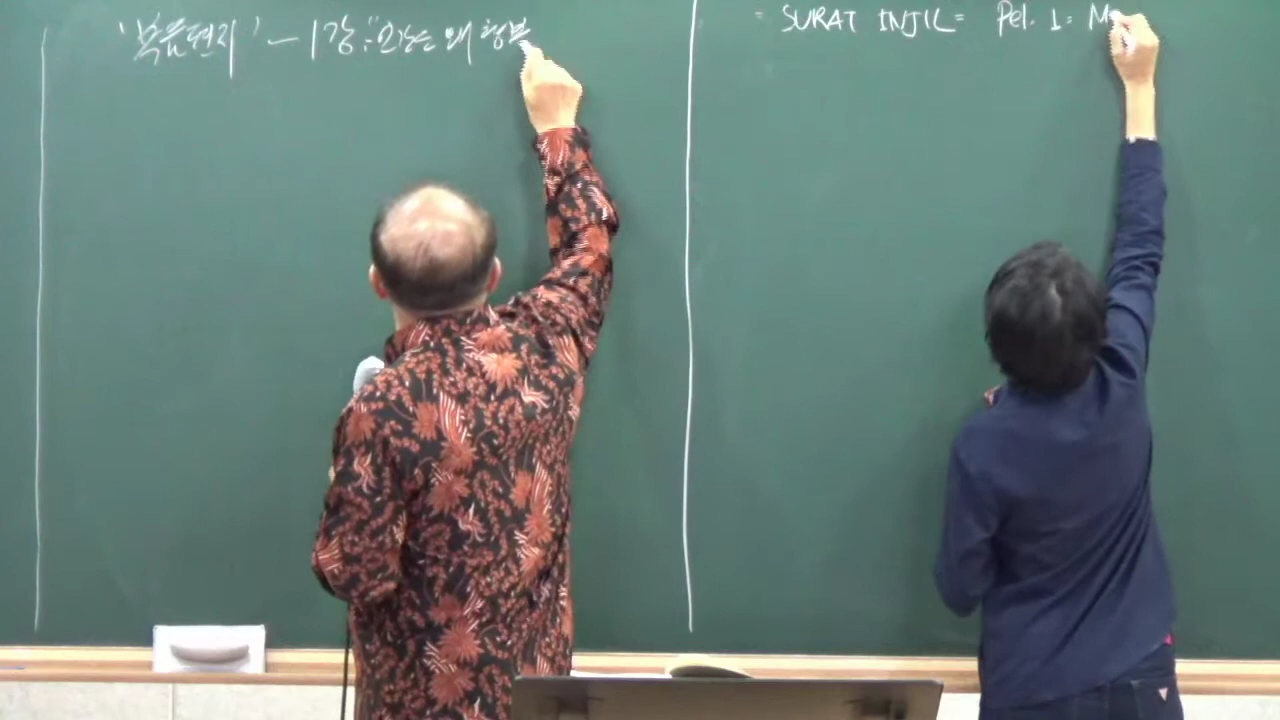 '복음편지' - 1강: "인간은 왜 행복
= SURAT INJIL = Pel. 1: M